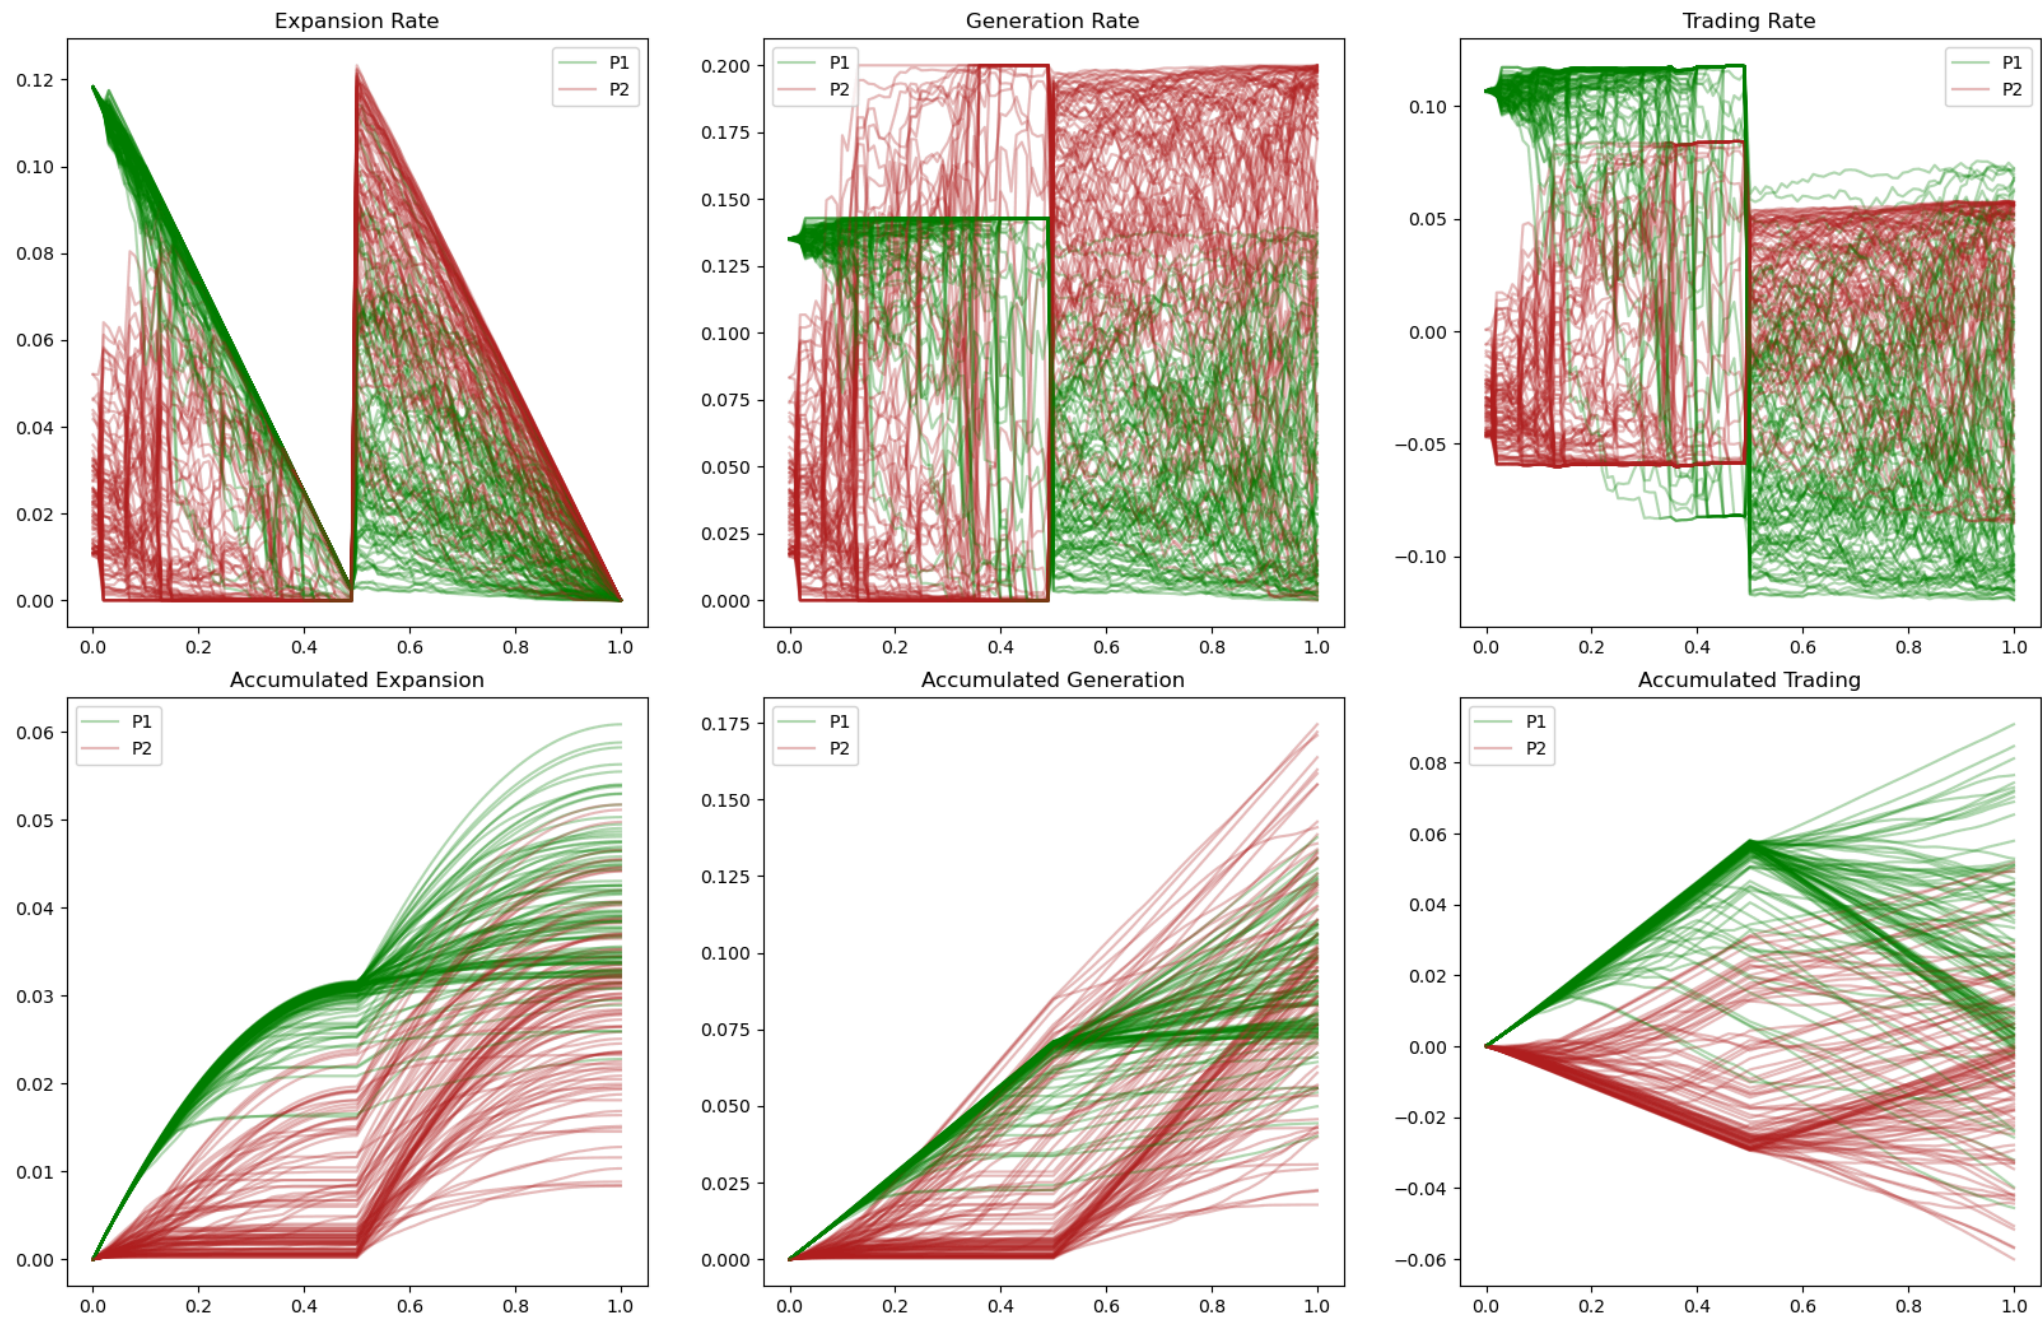 Expansion Rate
P1
P2
0.12
0.10
0.08
0.06
0.04
0.02
0.00
0.0 0.2 0.4 0.6 0.8 1.0
Generation Rate
P1
P2
0.200
0.175
0.150
0.125
0.100
0.075
0.050
0.025
0.000
0.0 0.2 0.4 0.6 0.8 1.0
Trading Rate
P1
P2
0.10
0.05
0.00
−0.05
−0.10
0.0 0.2 0.4 0.6 0.8 1.0
Accumulated Expansion
P1
P2
0.06
0.05
0.04
0.03
0.02
0.01
0.00
0.0 0.2 0.4 0.6 0.8 1.0
Accumulated Generation
P1
P2
0.175
0.150
0.125
0.100
0.075
0.050
0.025
0.000
0.0 0.2 0.4 0.6 0.8 1.0
Accumulated Trading
P1
P2
0.08
0.06
0.04
0.02
0.00
−0.02
−0.04
−0.06
0.0 0.2 0.4 0.6 0.8 1.0